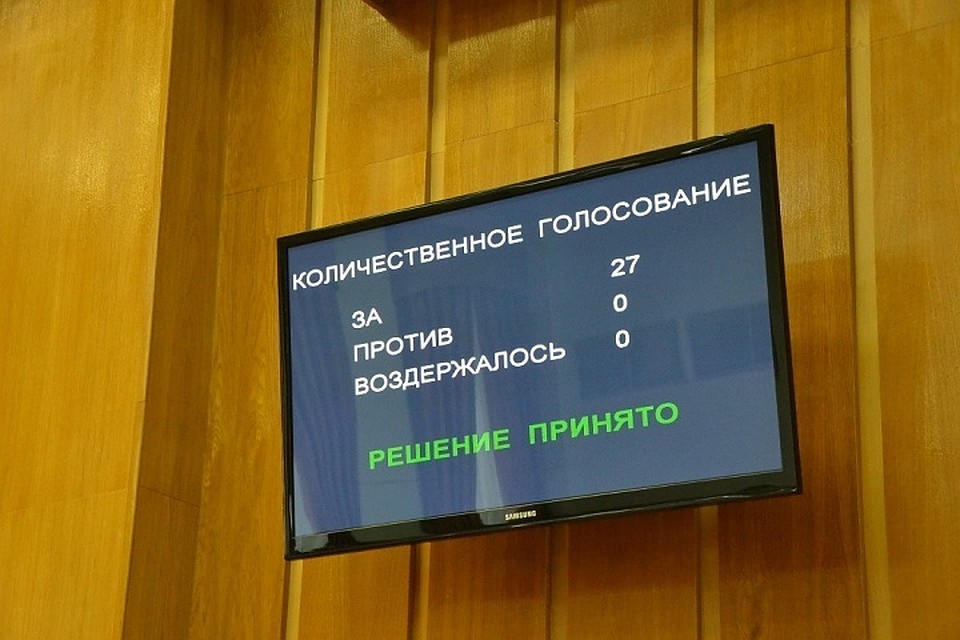 КОЛИЧЕСТВЕННОЕ ГОЛОСОВАНИЕ
ЗА 27
ПРОТИВ 0
ВОЗДЕРЖАЛОСЬ 0
РЕШЕНИЕ ПРИНЯТО
SAMSUNG